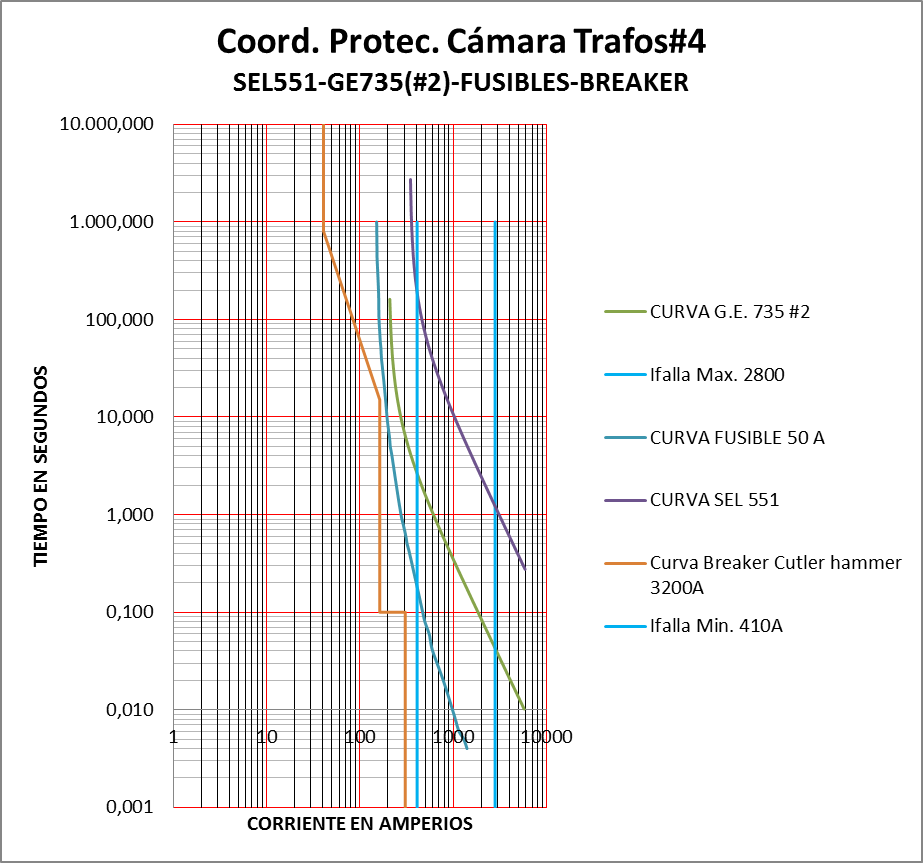 Coord. Protec. Cámara Trafos#4
SEL551-GE735(#2)-FUSIBLES-BREAKER
TIEMPO EN SEGUNDOS
10.000,000
1.000,000
100,000
10,000
1,000
0,100
0,010
0,001
1 10 100 1000 10000
CORRIENTE EN AMPERIOS
CURVA G.E. 735 #2
Ifalla Max. 2800
CURVA FUSIBLE 50 A
CURVA SEL 551
Curva Breaker Cutler hammer
3200A
Ifalla Min. 410A